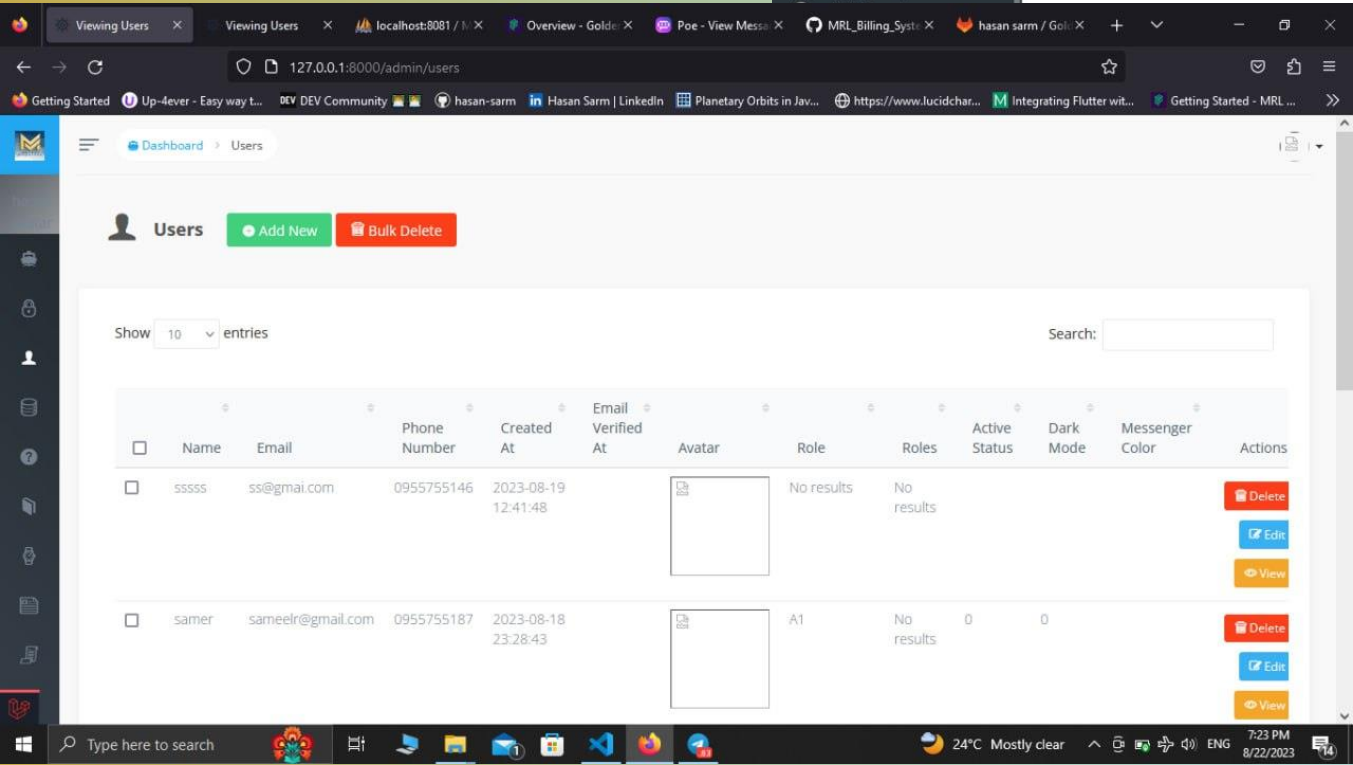 Viewing Users
Viewing Users
localhost:8081 / M
Overview - Golde
Poe - View Messa
MRL_Billing_Syste
hasan sarm / Gol
127.0.0.1:8000/admin/users
Getting Started
Up-4ever - Easy way t...
DEV Community
hasan-sarm
Hasan Sarm | LinkedIn
Planetary Orbits in Jav...
https://www.lucidchar...
Integrating Flutter wit...
Getting Started - MRL ...
Dashboard > Users
Users
Add New
Bulk Delete
Show 10 entries
Search:
Name Email Phone Number Created At Email Verified At Avatar Role Roles Active Status Dark Mode Messenger Color Actions
sssss ss@gmai.com 0955755146 2023-08-19 12:41:48 No results No results
Delete
Edit
View
samer sameelr@gmail.com 0955755187 2023-08-18 23:28:43 A1 No results 0 0
Delete
Edit
View
Type here to search
24°C Mostly clear
ENG
7:23 PM
8/22/2023
14